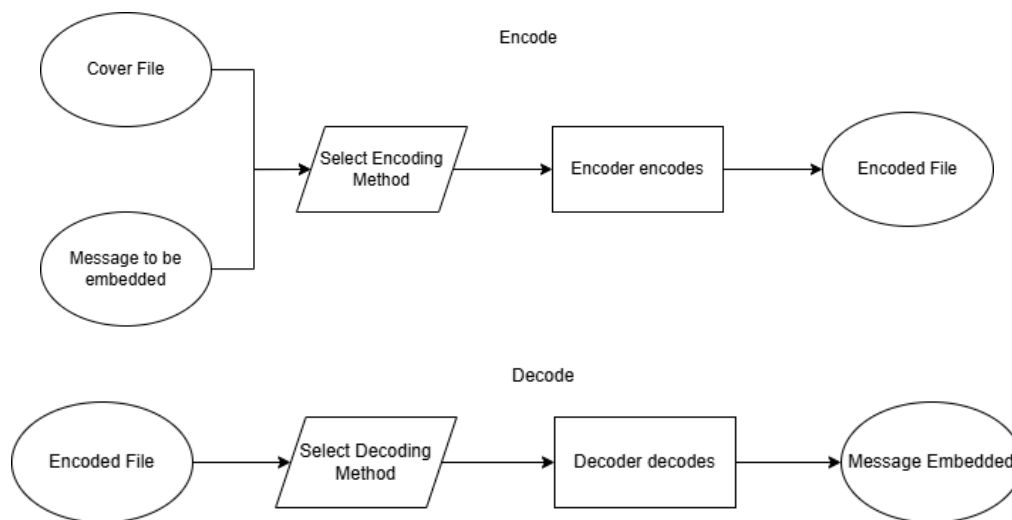 Encode
Cover File
Select Encoding
Method
Encoder encodes
Encoded File
Message to be
embedded
Decode
Encoded File
Select Decoding
Method
Decoder decodes
Message Embedded